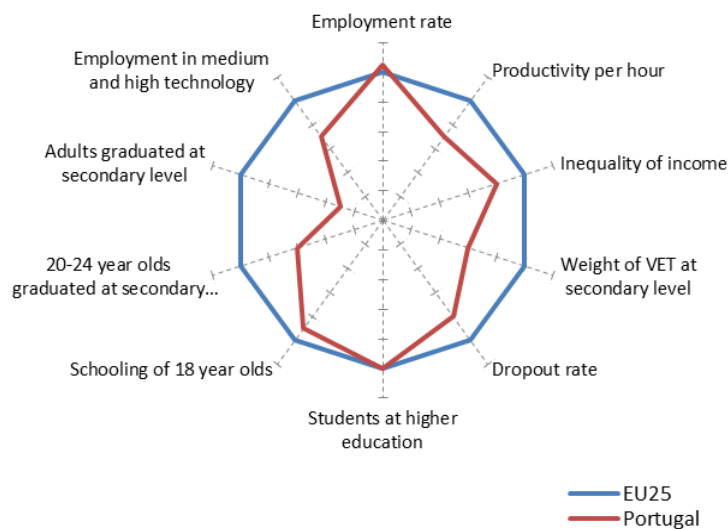 Employment rate
Employment in medium
and high technology
Productivity per hour
Adults graduated at
secondary level
Inequality of income
20-24 year olds
graduated at secondary...
Weight of VET at
secondary level
Schooling of 18 year olds
Dropout rate
Students at higher
education
EU25
Portugal